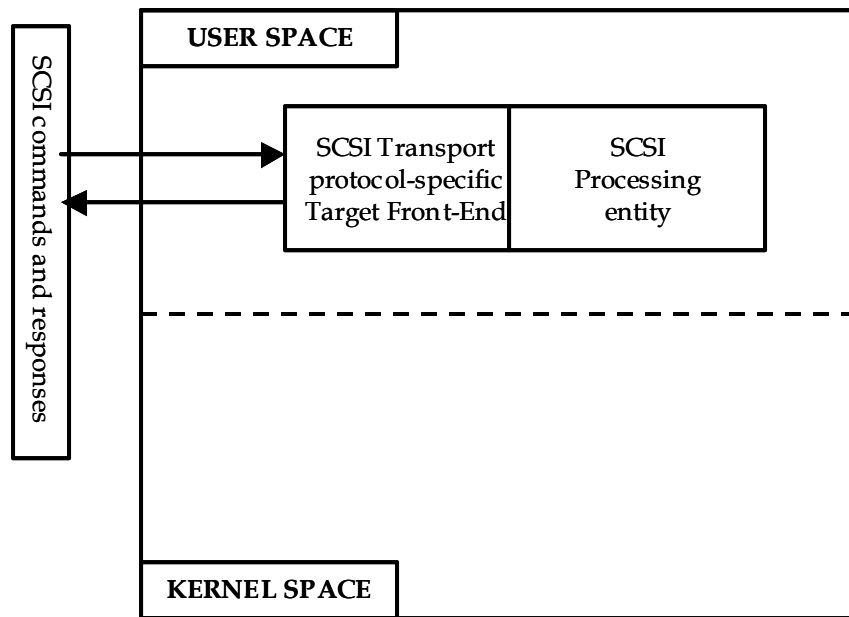 USER SPACE
SCSI commands and responses
SCSI Transport
protocol-specific
Target Front-End
SCSI
Processing
entity
KERNEL SPACE